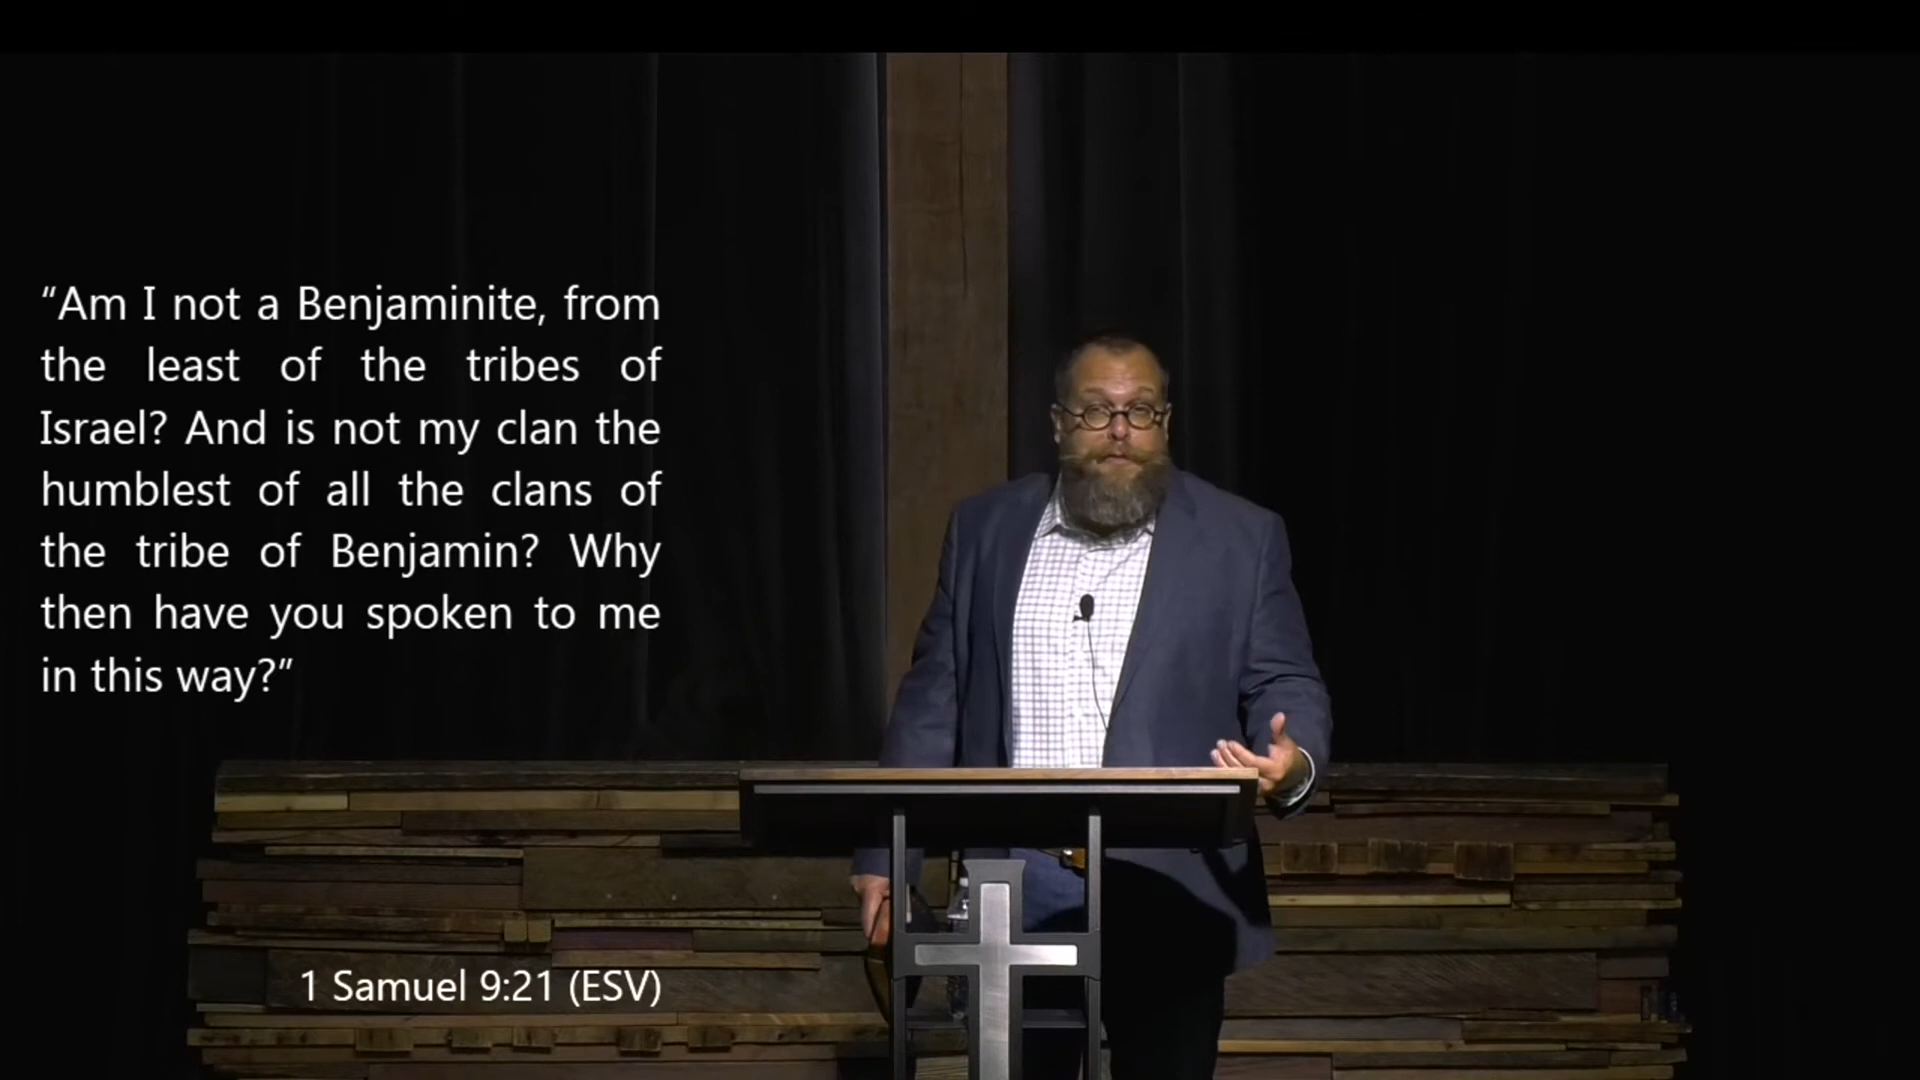 “Am I not a Benjaminite, from
the least of the tribes of
Israel? And is not my clan the
humblest of all the clans of
the tribe of Benjamin? Why
then have you spoken to me
in this way?”
1 Samuel 9:21 (ESV)